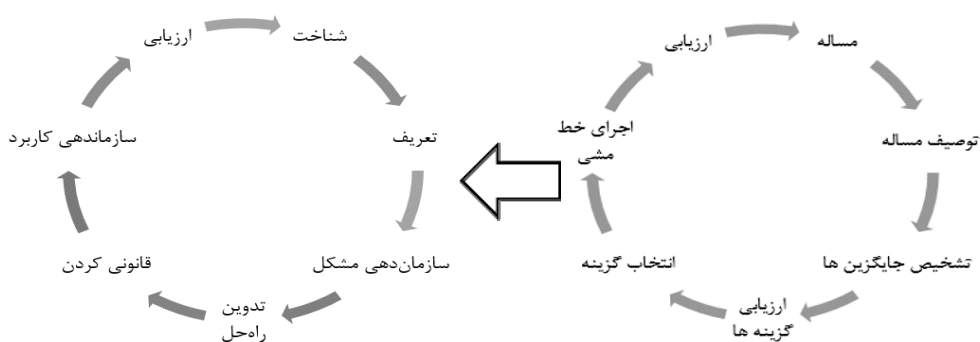 مساله
توصیف مساله
تشخیص جایگزین ها
ارزیابی
گزینه ها
انتخاب گزینه
اجرای خط
مشی
ارزیابی
شناخت
تعریف
سازمان‌دهی مشکل
تدوین
راه‌حل
قانونی کردن
سازماندهی کاربرد
ارزیابی